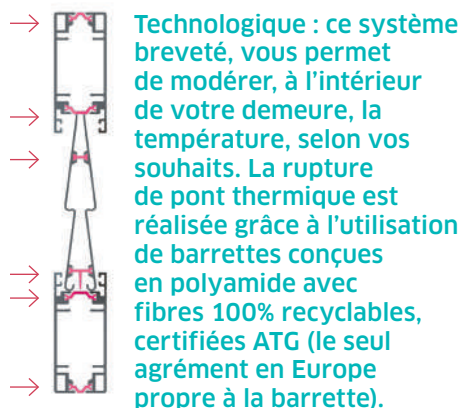 Technologique : ce système
breveté, vous permet
de modérer, à l’intérieur
de votre demeure, la
température, selon vos
souhaits. La rupture
de pont thermique est
réalisée grâce à l’utilisation
de barrettes conçues
en polyamide avec
fibres 100% recyclables,
certifiées ATG (le seul
agrément en Europe
propre à la barrette).